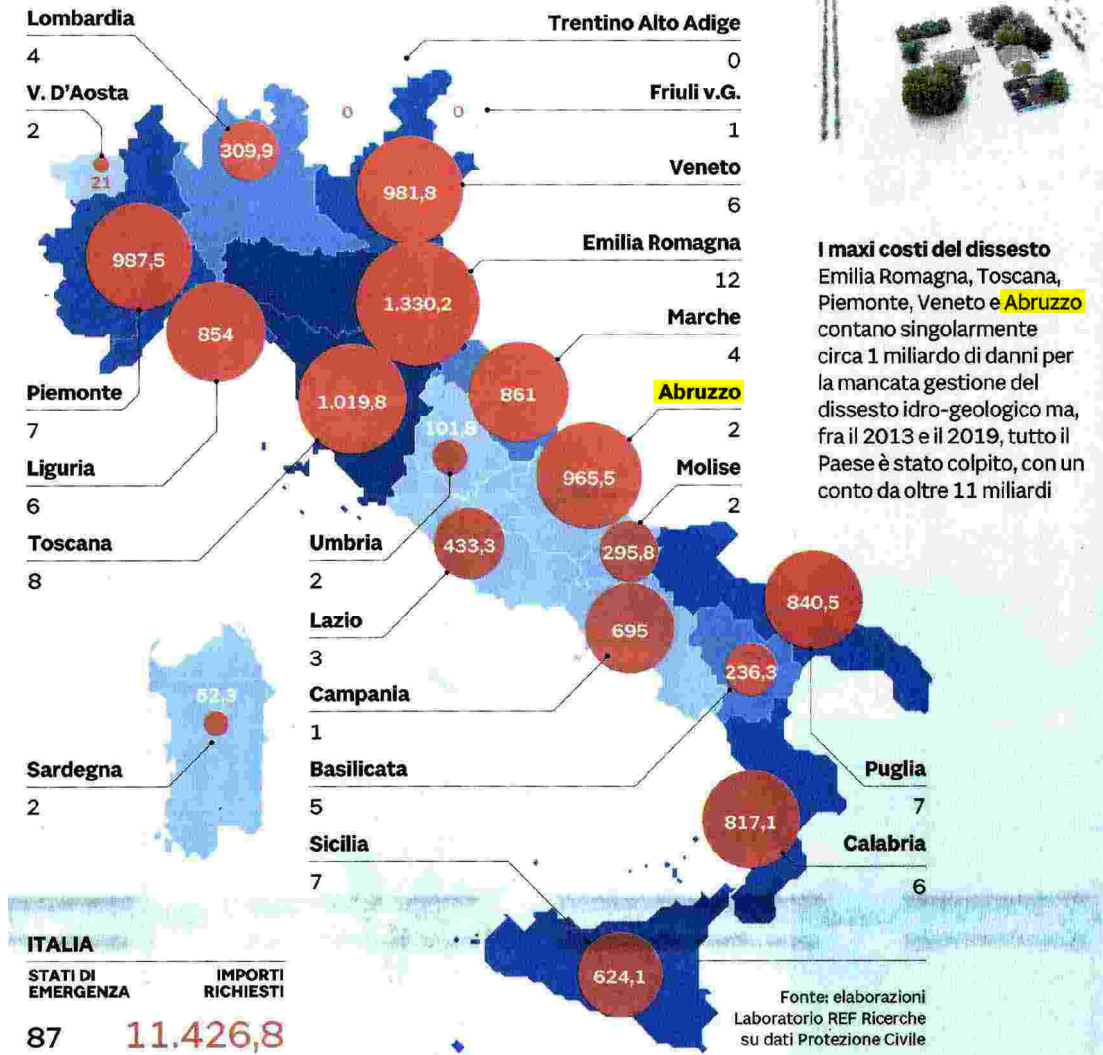 Lombardia
4
V. D'Aosta
2
Trentino Alto Adige
0
Friuli v.G.
1
Veneto
6
Emilia Romagna
12
Marche
4
Abruzzo
2
Molise
2
0
0
309,9
21
981,8
987,5
1.330,2
854
861
1.019,8
101,8
965,5
433,3
295,8
840,5
695
236,3
52,3
817,1
624,1
Piemonte
7
Liguria
6
Toscana
8
Umbria
2
Lazio
3
Campania
1
Basilicata
5
Sardegna
2
Sicilia
7
Puglia
7
Calabria
6
I maxi costi del dissesto
Emilia Romagna, Toscana,
Piemonte, Veneto e Abruzzo
contano singolarmente
circa 1 miliardo di danni per
la mancata gestione del
dissesto idro-geologico ma,
fra il 2013 e il 2019, tutto il
Paese è stato colpito, con un
conto da oltre 11 miliardi
ITALIA
STATI DI
EMERGENZA
IMPORTI
RICHIESTI
87
11.426,8
Fonte: elaborazioni
Laboratorio REF Ricerche
su dati Protezione Civile